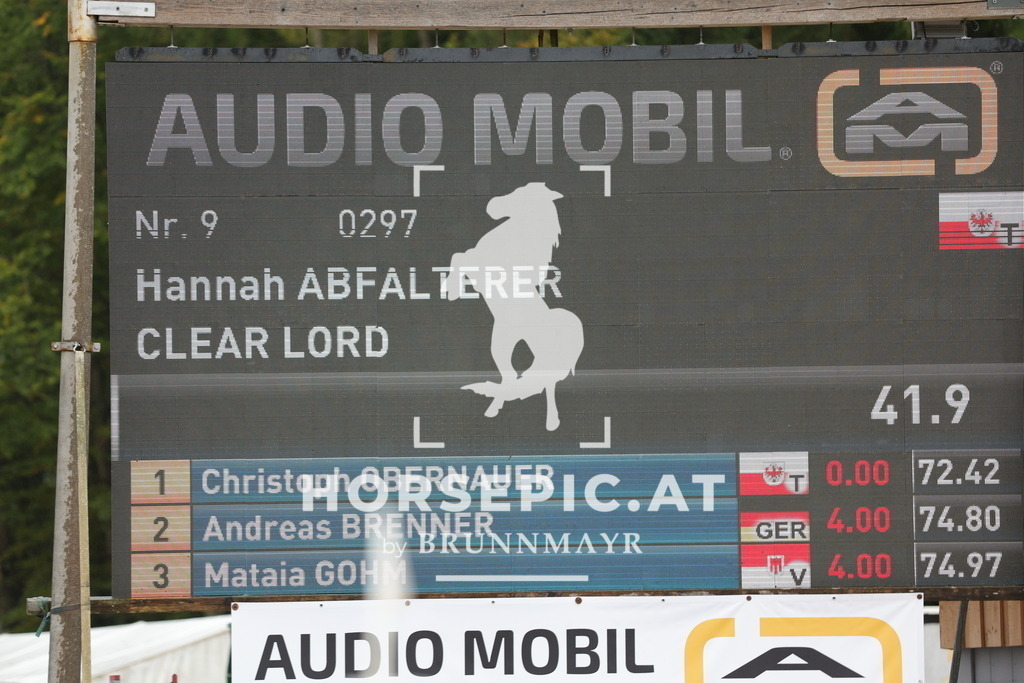 AUDIO MOBIL® AM®
Nr. 9 0297 T
Hannah ABFALTERER
CLEAR LORD
41.9
1 Christoph OBERNAUER T 0.00 72.42
HORSEPIC.AT
2 Andreas BRENNER GER 4.00 74.80
by BRUNNMAYR
3 Mataia GOHM V 4.00 74.97
AUDIO MOBIL A